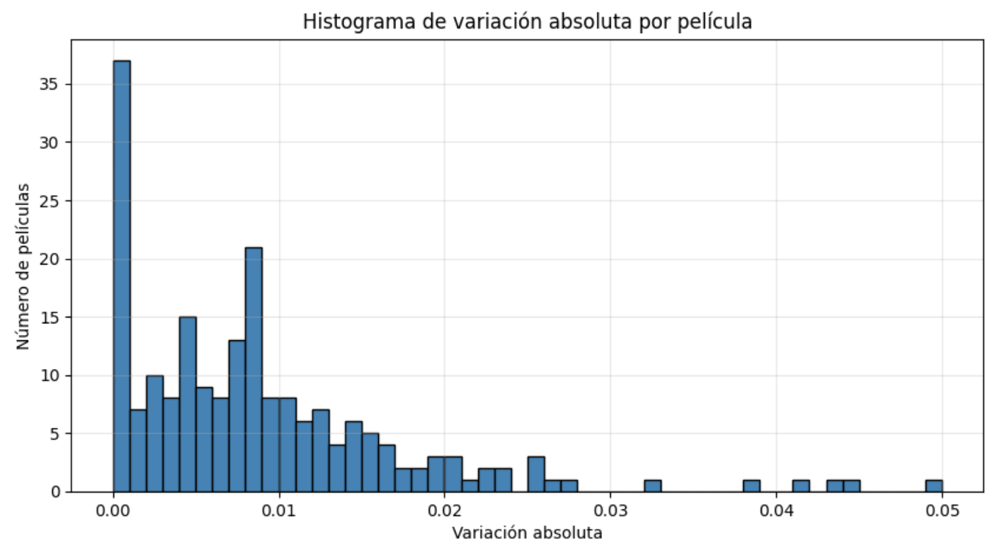 Histograma de variación absoluta por película
Número de películas
35
30
25
20
15
10
5
0
0.00 0.01 0.02 0.03 0.04 0.05
Variación absoluta